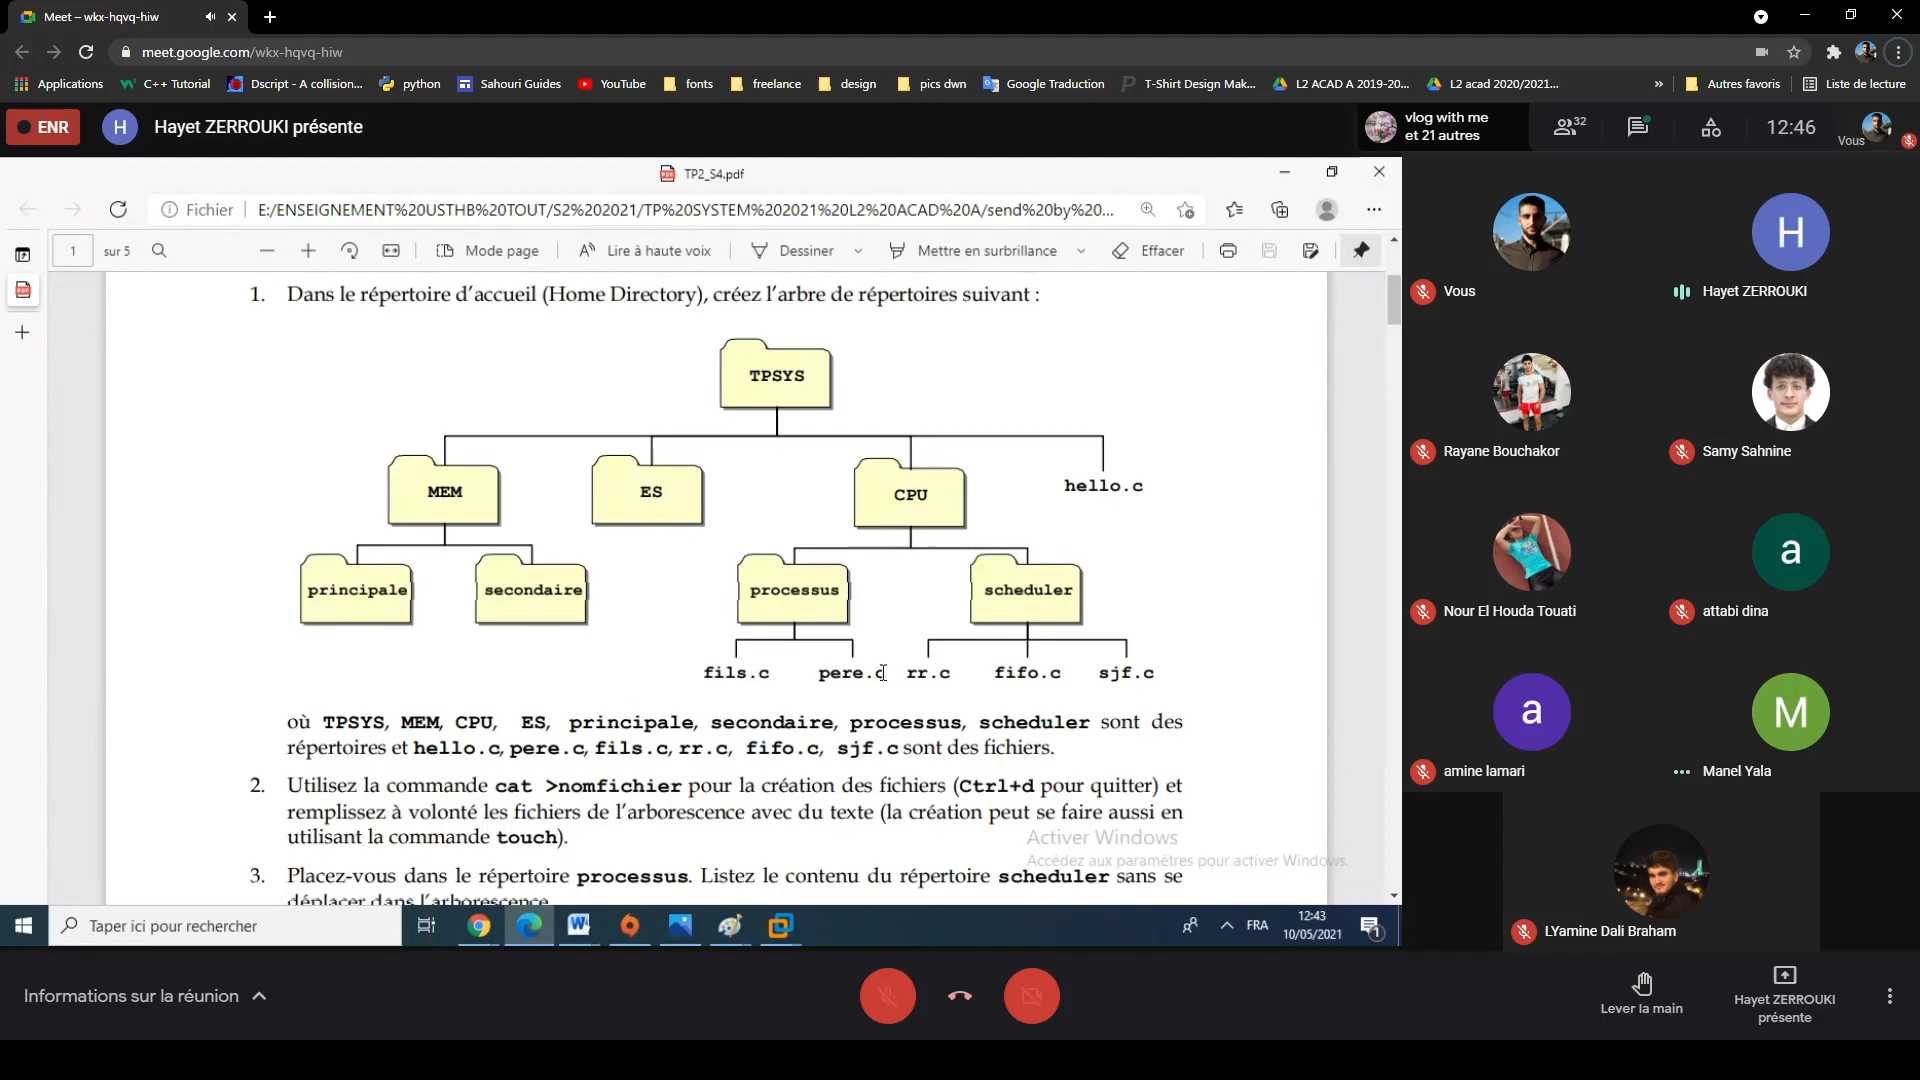 Meet – wkx-hqvq-hiw
meet.google.com/wkx-hqvq-hiw
Applications
C++ Tutorial
Dscript - A collision...
python
Sahouri Guides
YouTube
fonts
freelance
design
pics dwn
Google Traduction
T-Shirt Design Mak...
L2 ACAD A 2019-20...
L2 acad 2020/2021...
»
Autres favoris
Liste de lecture
ENR
H
Hayet ZERROUKI présente
vlog with me
et 21 autres
32
12:46
Vous
TP2_S4.pdf
Fichier
E:/ENSEIGNEMENT%20USTHB%20TOUT/S2%202021/TP%20SYSTEM%202021%20L2%20ACAD%20A/send%20by%20...
1
sur 5
Mode page
Lire à haute voix
Dessiner
Mettre en surbrillance
Effacer
1. Dans le répertoire d’accueil (Home Directory), créez l’arbre de répertoires suivant :
TPSYS
MEM
ES
CPU
hello.c
principale
secondaire
processus
scheduler
fils.c
pere.c
rr.c
fifo.c
sjf.c
où TPSYS, MEM, CPU, ES, principale, secondaire, processus, scheduler sont des
répertoires et hello.c, pere.c, fils.c, rr.c, fifo.c, sjf.c sont des fichiers.
2. Utilisez la commande cat >nomfichier pour la création des fichiers (Ctrl+d pour quitter) et
remplissez à volonté les fichiers de l’arborescence avec du texte (la création peut se faire aussi en
utilisant la commande touch).
Activer Windows
Accédez aux paramètres pour activer Windows.
3. Placez-vous dans le répertoire processus. Listez le contenu du répertoire scheduler sans se
déplacer dans l’arborescence.
Taper ici pour rechercher
FRA
12:43
10/05/2021
1
Vous
H
Hayet ZERROUKI
Rayane Bouchakor
Samy Sahnine
Nour El Houda Touati
a
attabi dina
a
amine lamari
M
Manel Yala
LYamine Dali Braham
Informations sur la réunion
Lever la main
Hayet ZERROUKI
présente